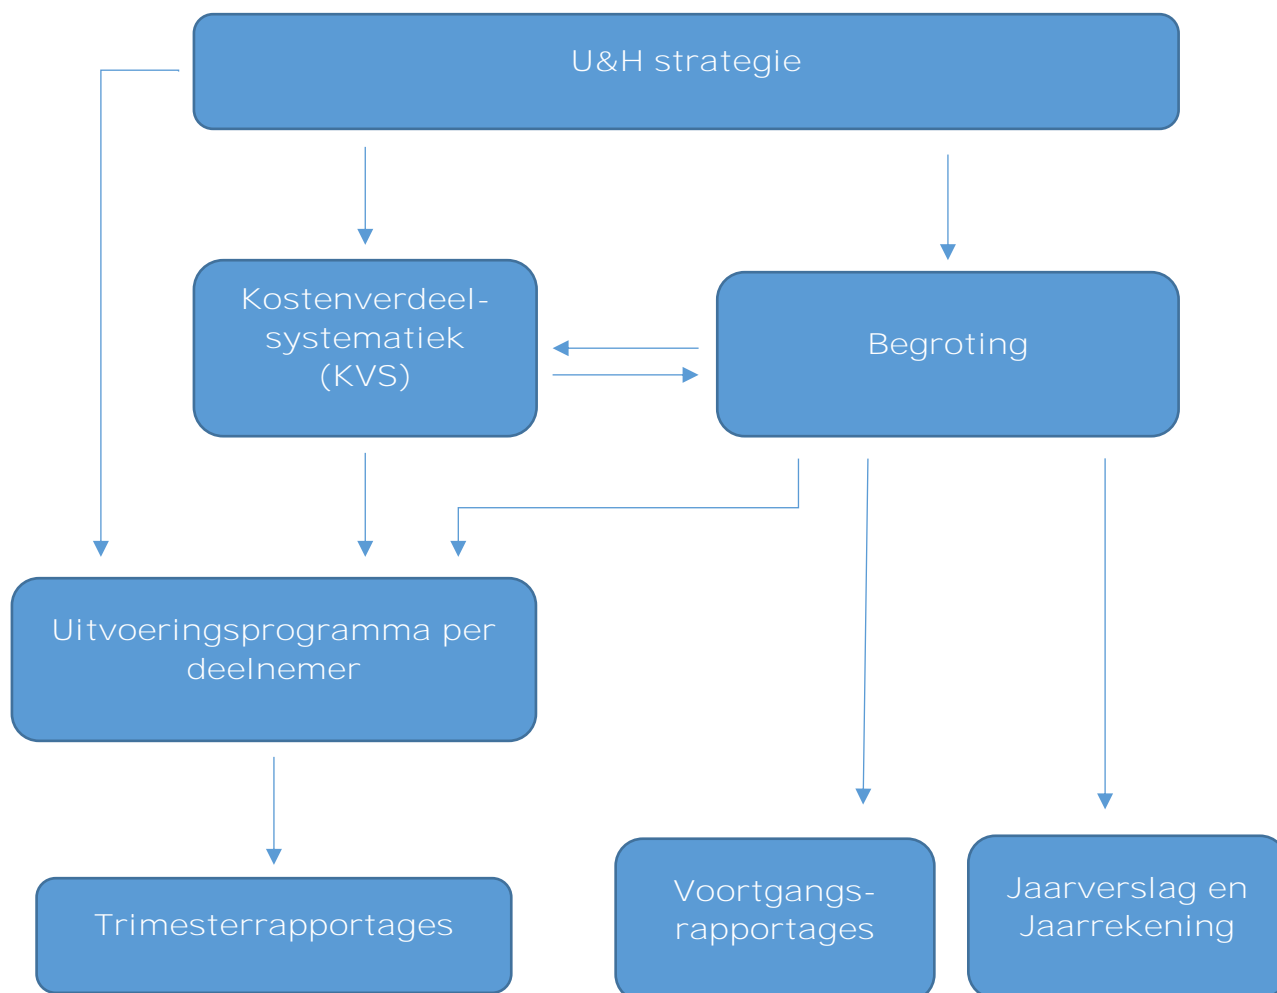 U&H strategie
Kostenverdeel-
systematiek
(KVS)
Begroting
Uitvoeringsprogramma per
deelnemer
Trimesterrapportages
Voortgangs-
rapportages
Jaarverslag en
Jaarrekening